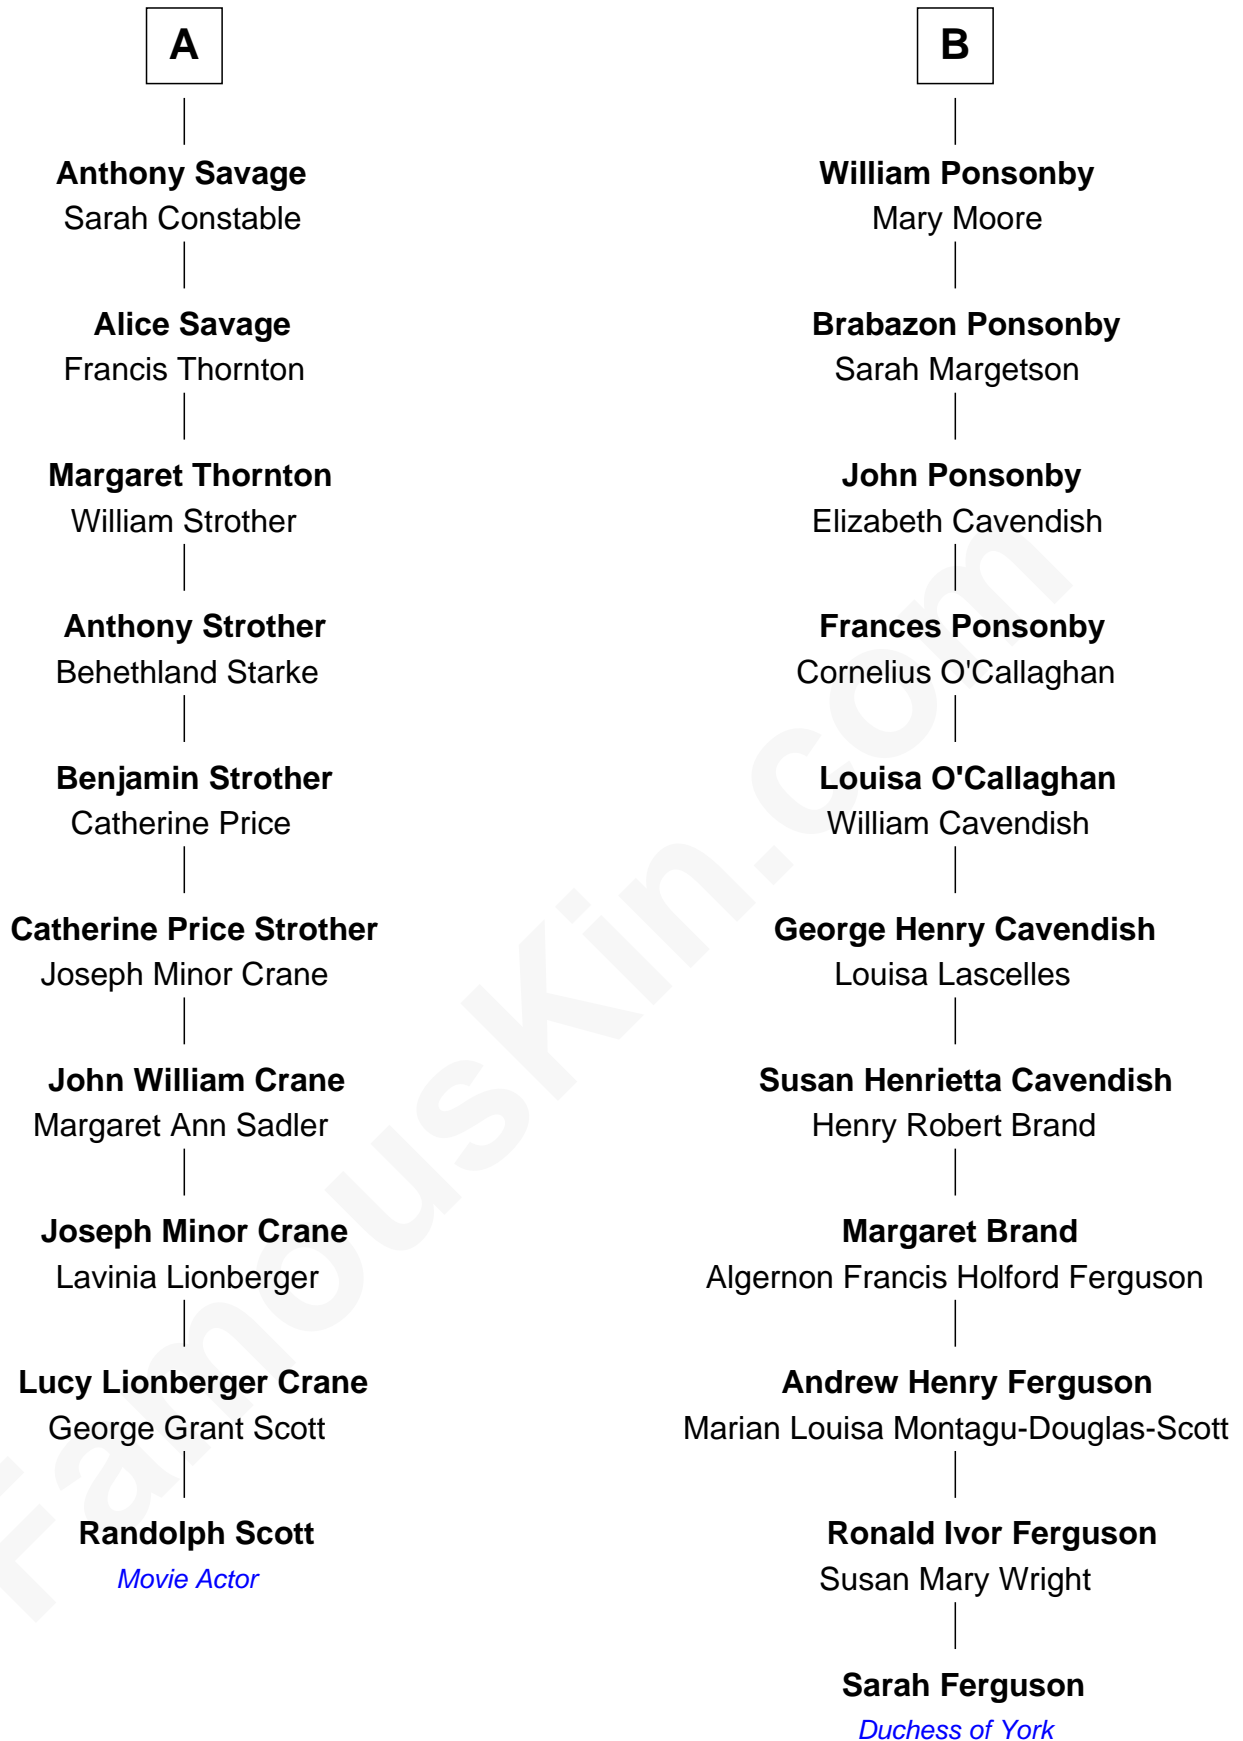 A
Anthony Savage
Sarah Constable
Alice Savage
Francis Thornton
Margaret Thornton
William Strother
Anthony Strother
Behethland Starke
Benjamin Strother
Catherine Price
Catherine Price Strother
Joseph Minor Crane
John William Crane
Margaret Ann Sadler
Joseph Minor Crane
Lavinia Lionberger
Lucy Lionberger Crane
George Grant Scott
Randolph Scott
Movie Actor
B
William Ponsonby
Mary Moore
Brabazon Ponsonby
Sarah Margetson
John Ponsonby
Elizabeth Cavendish
Frances Ponsonby
Cornelius O'Callaghan
Louisa O'Callaghan
William Cavendish
George Henry Cavendish
Louisa Lascelles
Susan Henrietta Cavendish
Henry Robert Brand
Margaret Brand
Algernon Francis Holford Ferguson
Andrew Henry Ferguson
Marian Louisa Montagu-Douglas-Scott
Ronald Ivor Ferguson
Susan Mary Wright
Sarah Ferguson
Duchess of York
FamousKin.com